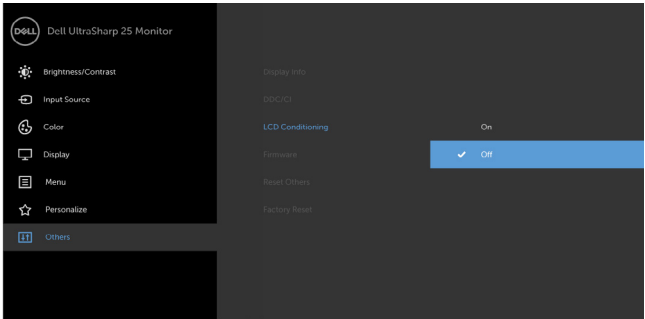 DELL
Dell UltraSharp 25 Monitor
Brightness/Contrast
Input Source
Color
Display
Menu
Personalize
Others
Display Info
DDC/CI
LCD Conditioning
Firmware
Reset Others
Factory Reset
On
Off